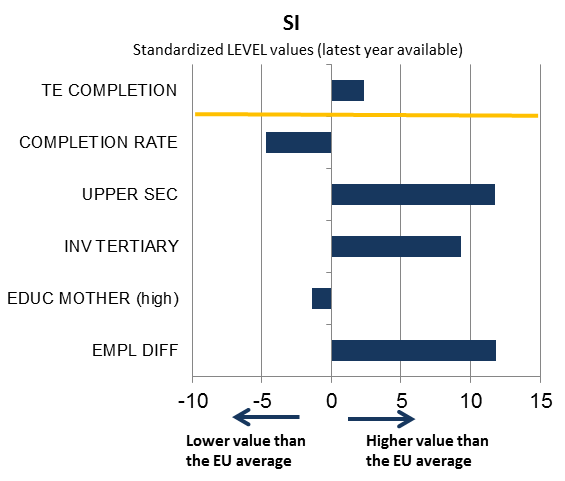 SI
Standardized LEVEL values (latest year available)
TE COMPLETION
COMPLETION RATE
UPPER SEC
INV TERTIARY
EDUC MOTHER (high)
EMPL DIFF
-10 -5 0 5 10 15
Lower value than
the EU average
Higher value than
the EU average